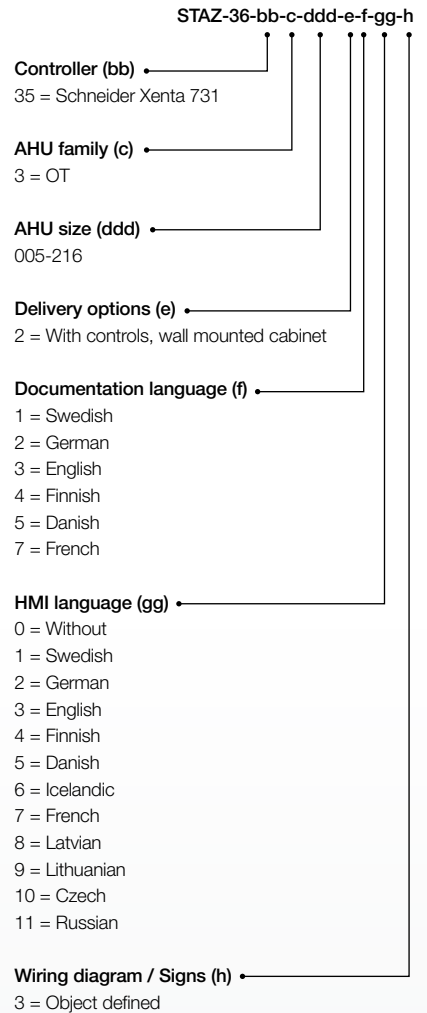 STAZ-36-bb-c-ddd-e-f-gg-h
Controller (bb)
35 = Schneider Xenta 731
AHU family (c)
3 = OT
AHU size (ddd)
005-216
Delivery options (e)
2 = With controls, wall mounted cabinet
Documentation language (f)
1 = Swedish
2 = German
3 = English
4 = Finnish
5 = Danish
7 = French
HMI language (gg)
0 = Without
1 = Swedish
2 = German
3 = English
4 = Finnish
5 = Danish
6 = Icelandic
7 = French
8 = Latvian
9 = Lithuanian
10 = Czech
11 = Russian
Wiring diagram / Signs (h)
3 = Object defined